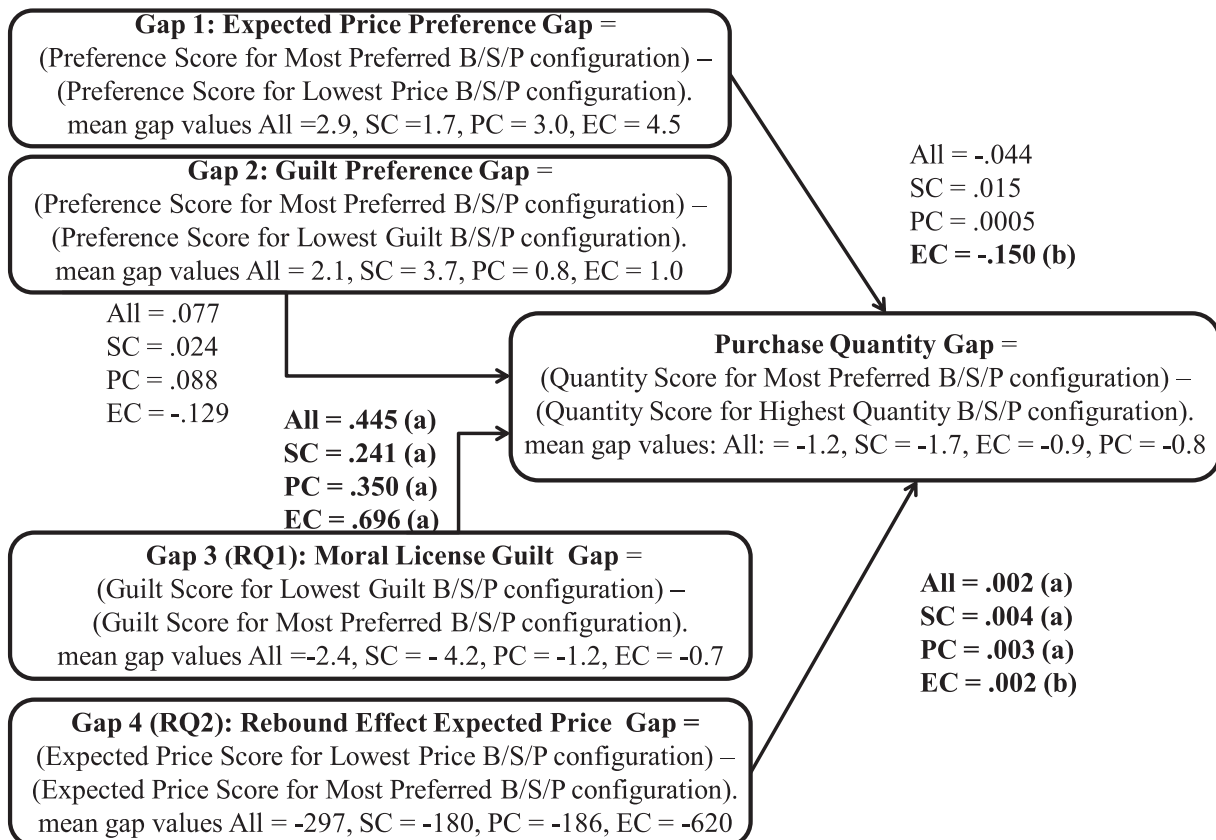 Gap 1: Expected Price Preference Gap =
(Preference Score for Most Preferred B/S/P configuration) –
(Preference Score for Lowest Price B/S/P configuration).
mean gap values All =2.9, SC =1.7, PC = 3.0, EC = 4.5
Gap 2: Guilt Preference Gap =
(Preference Score for Most Preferred B/S/P configuration) –
(Preference Score for Lowest Guilt B/S/P configuration).
mean gap values All = 2.1, SC = 3.7, PC = 0.8, EC = 1.0
All = -.044
SC = .015
PC = .0005
EC = -.150 (b)
All = .077
SC = .024
PC = .088
EC = -.129
Purchase Quantity Gap =
(Quantity Score for Most Preferred B/S/P configuration) –
(Quantity Score for Highest Quantity B/S/P configuration).
mean gap values: All: = -1.2, SC = -1.7, EC = -0.9, PC = -0.8
All = .445 (a)
SC = .241 (a)
PC = .350 (a)
EC = .696 (a)
Gap 3 (RQ1): Moral License Guilt Gap =
(Guilt Score for Lowest Guilt B/S/P configuration) –
(Guilt Score for Most Preferred B/S/P configuration).
mean gap values All =-2.4, SC = - 4.2, PC = -1.2, EC = -0.7
All = .002 (a)
SC = .004 (a)
PC = .003 (a)
EC = .002 (b)
Gap 4 (RQ2): Rebound Effect Expected Price Gap =
(Expected Price Score for Lowest Price B/S/P configuration) –
(Expected Price Score for Most Preferred B/S/P configuration).
mean gap values All = -297, SC = -180, PC = -186, EC = -620